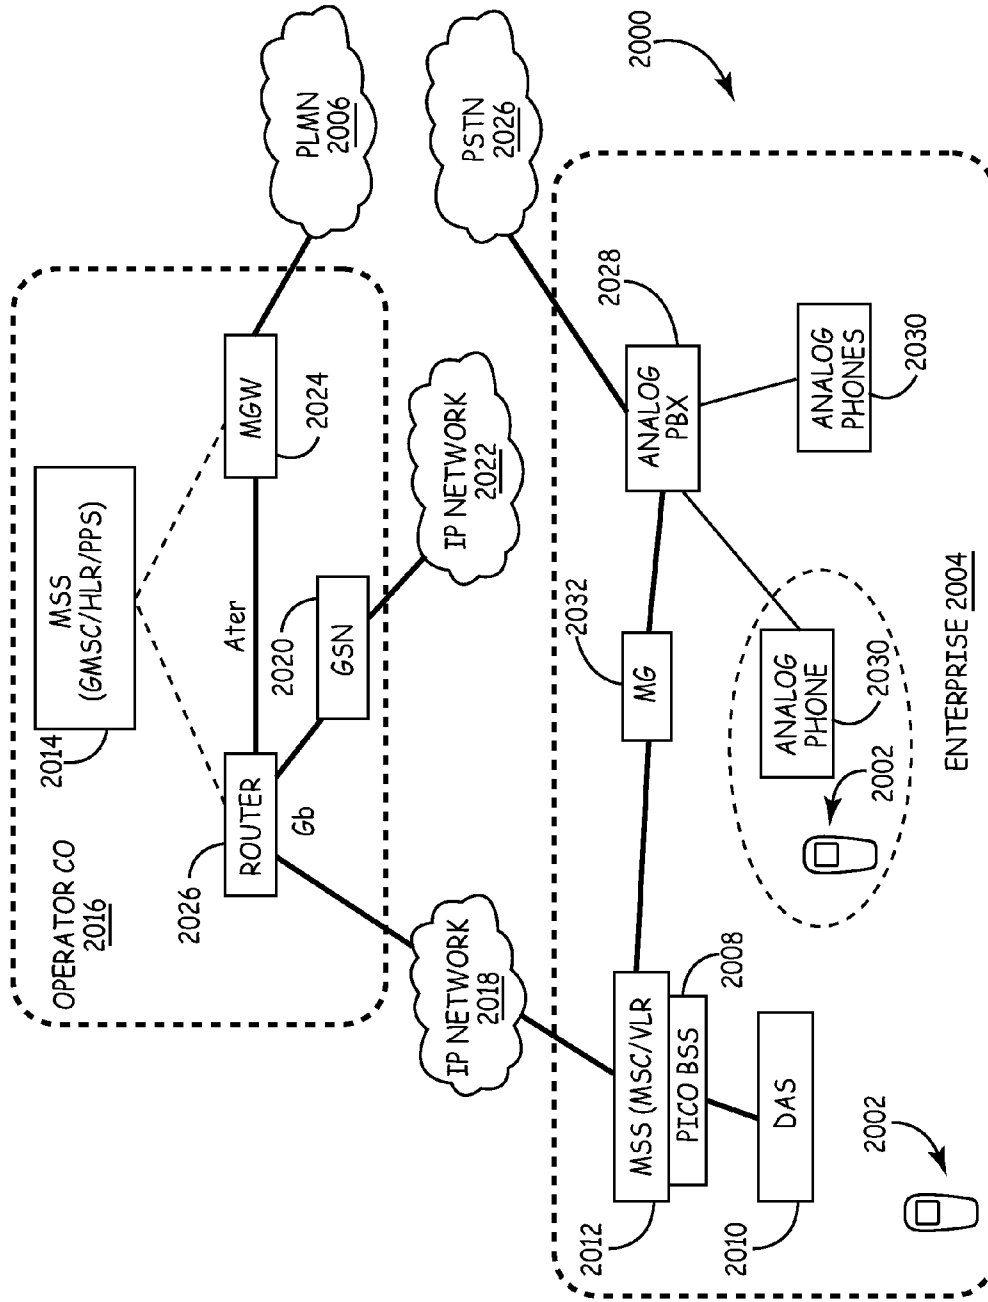 2000
OPERATOR CO
2016
2014
MSS
(GMSC/HLR/PPS)
2026
ROUTER
Gb
Ater
2020
GSN
MGW
2024
PLMN
2006
IP NETWORK
2018
IP NETWORK
2022
PSTN
2026
2012
MSS (MSC/VLR
PICO BSS
2008
2010
DAS
2002
2032
MG
2028
ANALOG
PBX
ANALOG
PHONE
2030
2002
ANALOG
PHONES
2030
ENTERPRISE 2004